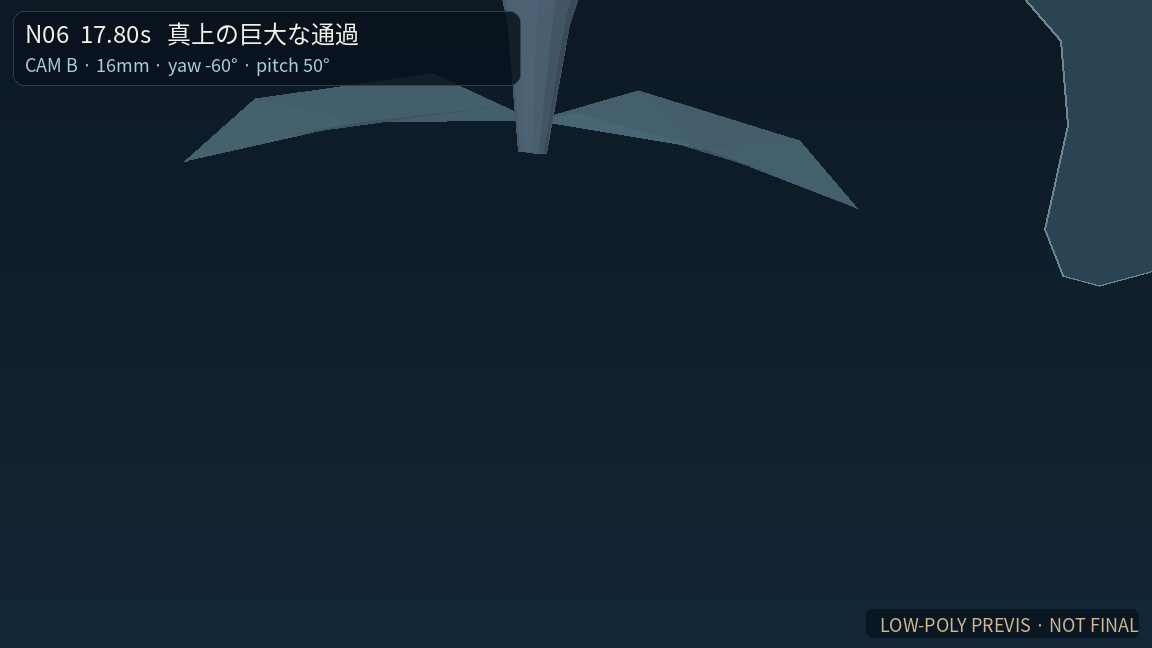 N06 17.80s 真上の巨大な通過
CAM B · 16mm · yaw -60° · pitch 50°
LOW-POLY PREVIS · NOT FINAL